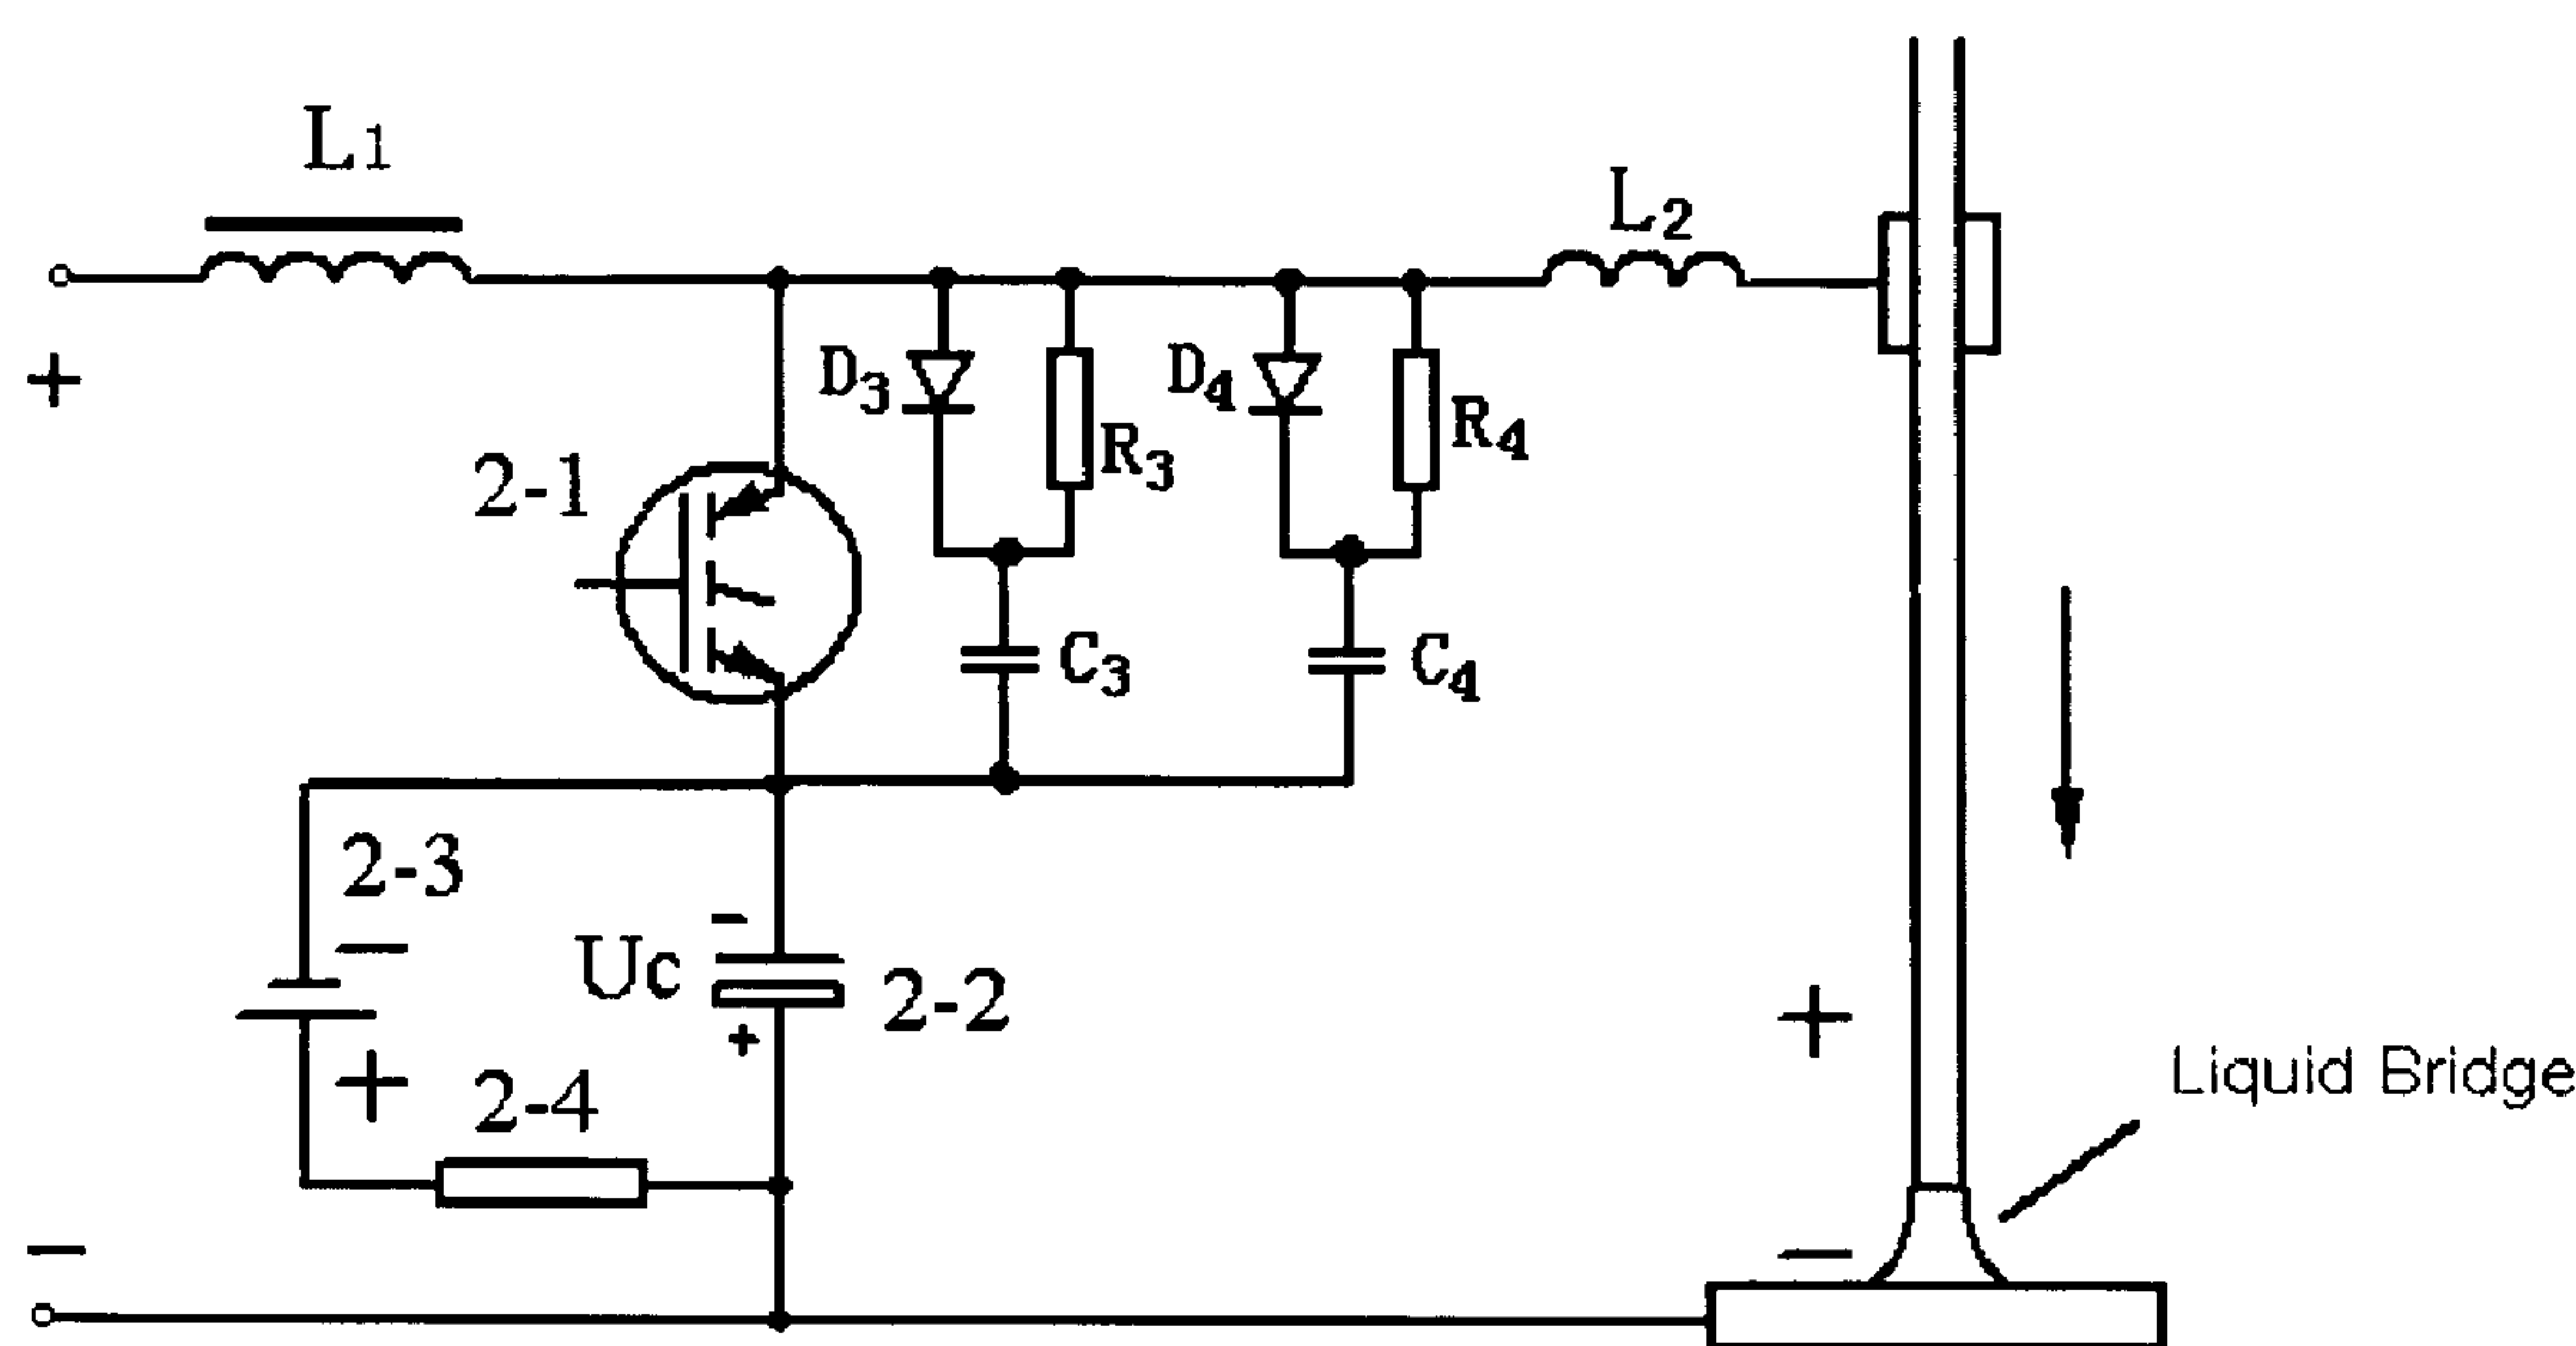 L1
L2
+
D3
R3
D4
R4
2-1
C3
C4
2-3
−
Uc
−
2-2
+
+
2-4
+
Liquid Bridge
−
−